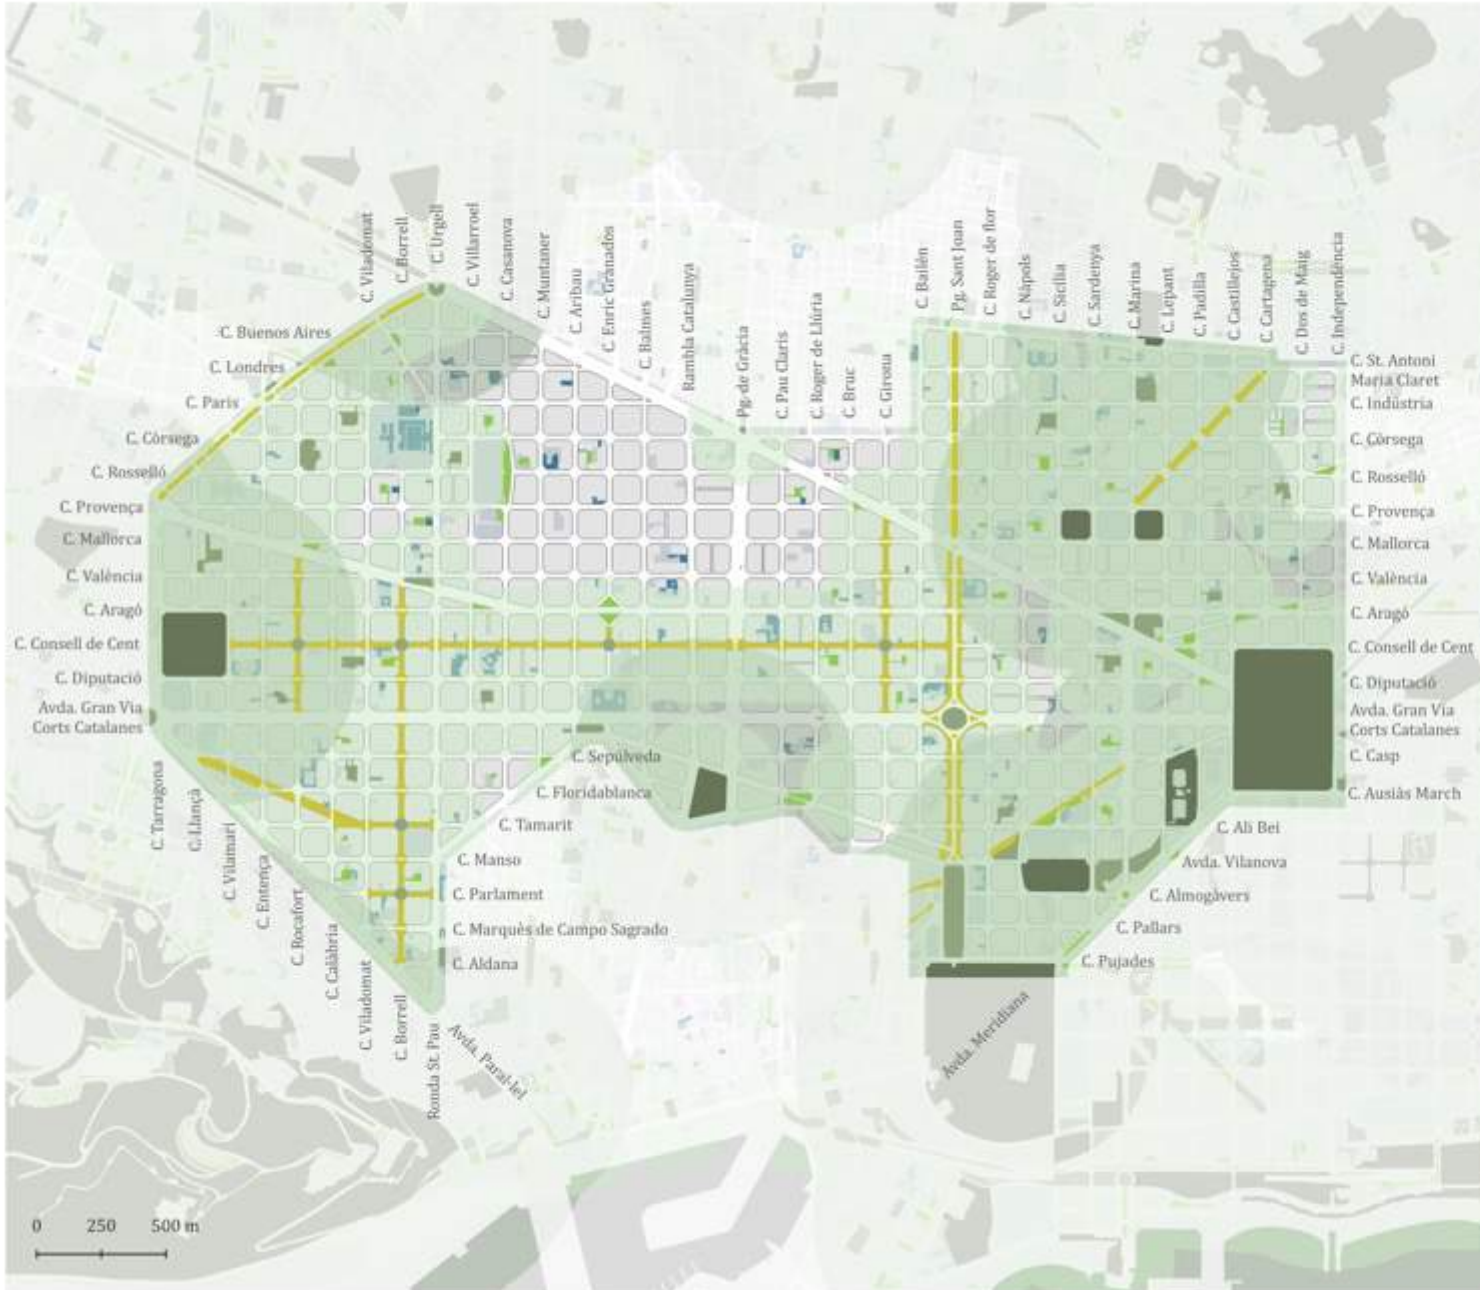 C. Viladomat
C. Borrell
C. Urgell
C. Villarroel
C. Casanova
C. Muntaner
C. Aribau
C. Enric Granados
C. Balmes
Rambla Catalunya
Pg. de Gràcia
C. Pau Claris
C. Roger de Llúria
C. Bruc
C. Girona
C. Bailén
Pg. Sant Joan
C. Roger de flor
C. Nàpols
C. Sicília
C. Sardenya
C. Marina
C. Lepant
C. Padilla
C. Castillejos
C. Cartagena
C. Dos de Maig
C. Independència
C. Buenos Aires
C. Londres
C. Paris
C. Còrsega
C. Rosselló
C. Provença
C. Mallorca
C. València
C. Aragó
C. Consell de Cent
C. Diputació
Avda. Gran Via
Corts Catalanes
C. St. Antoni
Maria Claret
C. Indústria
C. Còrsega
C. Rosselló
C. Provença
C. Mallorca
C. València
C. Aragó
C. Consell de Cent
C. Diputació
Avda. Gran Via
Corts Catalanes
C. Casp
C. Ausiàs March
C. Ali Bei
Avda. Vilanova
C. Almogàvers
C. Pallars
C. Pujades
Avda. Meridiana
C. Sepúlveda
C. Floridablanca
C. Tamarit
C. Manso
C. Parlament
C. Marquès de Campo Sagrado
C. Aldana
C. Tarragona
C. Llançà
C. Vilamarí
C. Entença
C. Rocafort
C. Calàbria
C. Viladomat
C. Borrell
Ronda St. Pau
Avda. Paral·lel
0 250 500 m